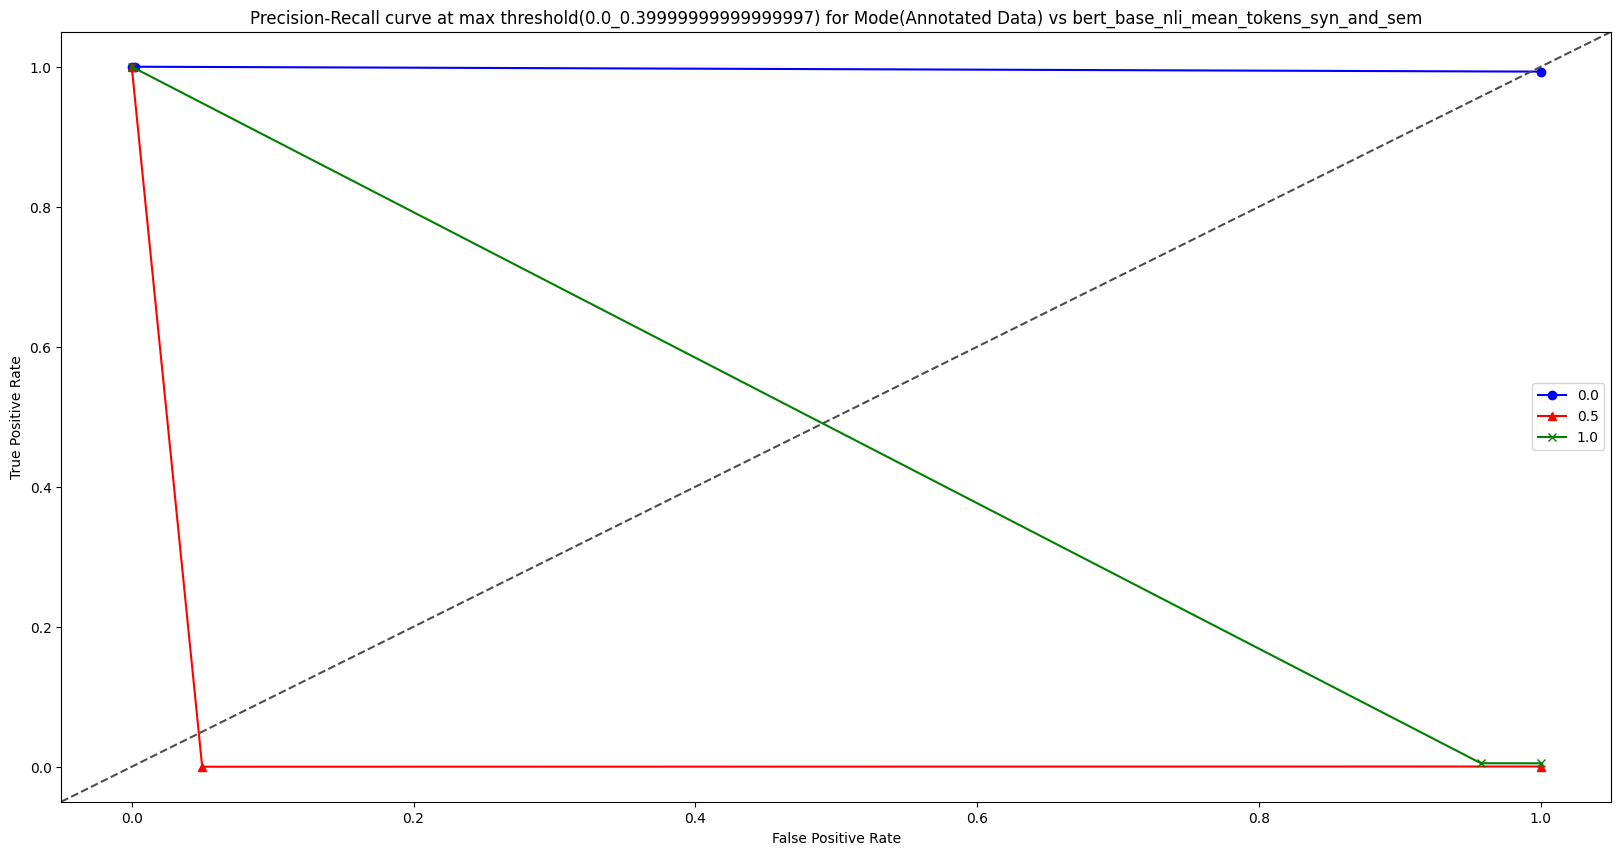 Precision-Recall curve at max threshold(0.0_0.39999999999999997) for Mode(Annotated Data) vs bert_base_nli_mean_tokens_syn_and_sem
1.0
0.8
0.6
0.4
0.2
0.0
True Positive Rate
0.0
0.5
1.0
0.0 0.2 0.4 0.6 0.8 1.0
False Positive Rate